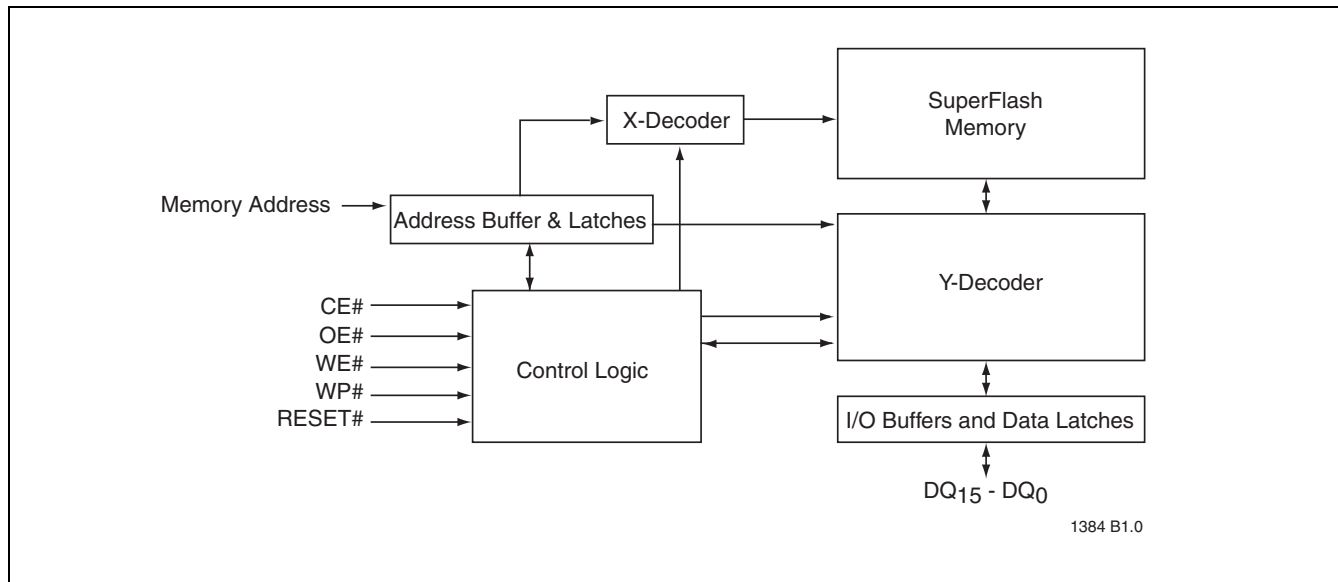 SuperFlash
Memory
X-Decoder
Memory Address
Address Buffer & Latches
Y-Decoder
CE#
OE#
WE#
WP#
RESET#
Control Logic
I/O Buffers and Data Latches
DQ15 - DQ0
1384 B1.0